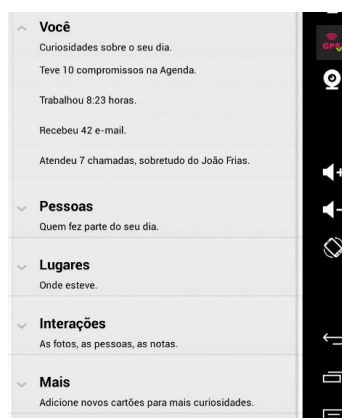 Você
Curiosidades sobre o seu dia.
Teve 10 compromissos na Agenda.
Trabalhou 8:23 horas.
Recebeu 42 e-mail.
Atendeu 7 chamadas, sobretudo do João Frias.
Pessoas
Quem fez parte do seu dia.
Lugares
Onde esteve.
Interações
As fotos, as pessoas, as notas.
Mais
Adicione novos cartões para mais curiosidades.
GPS